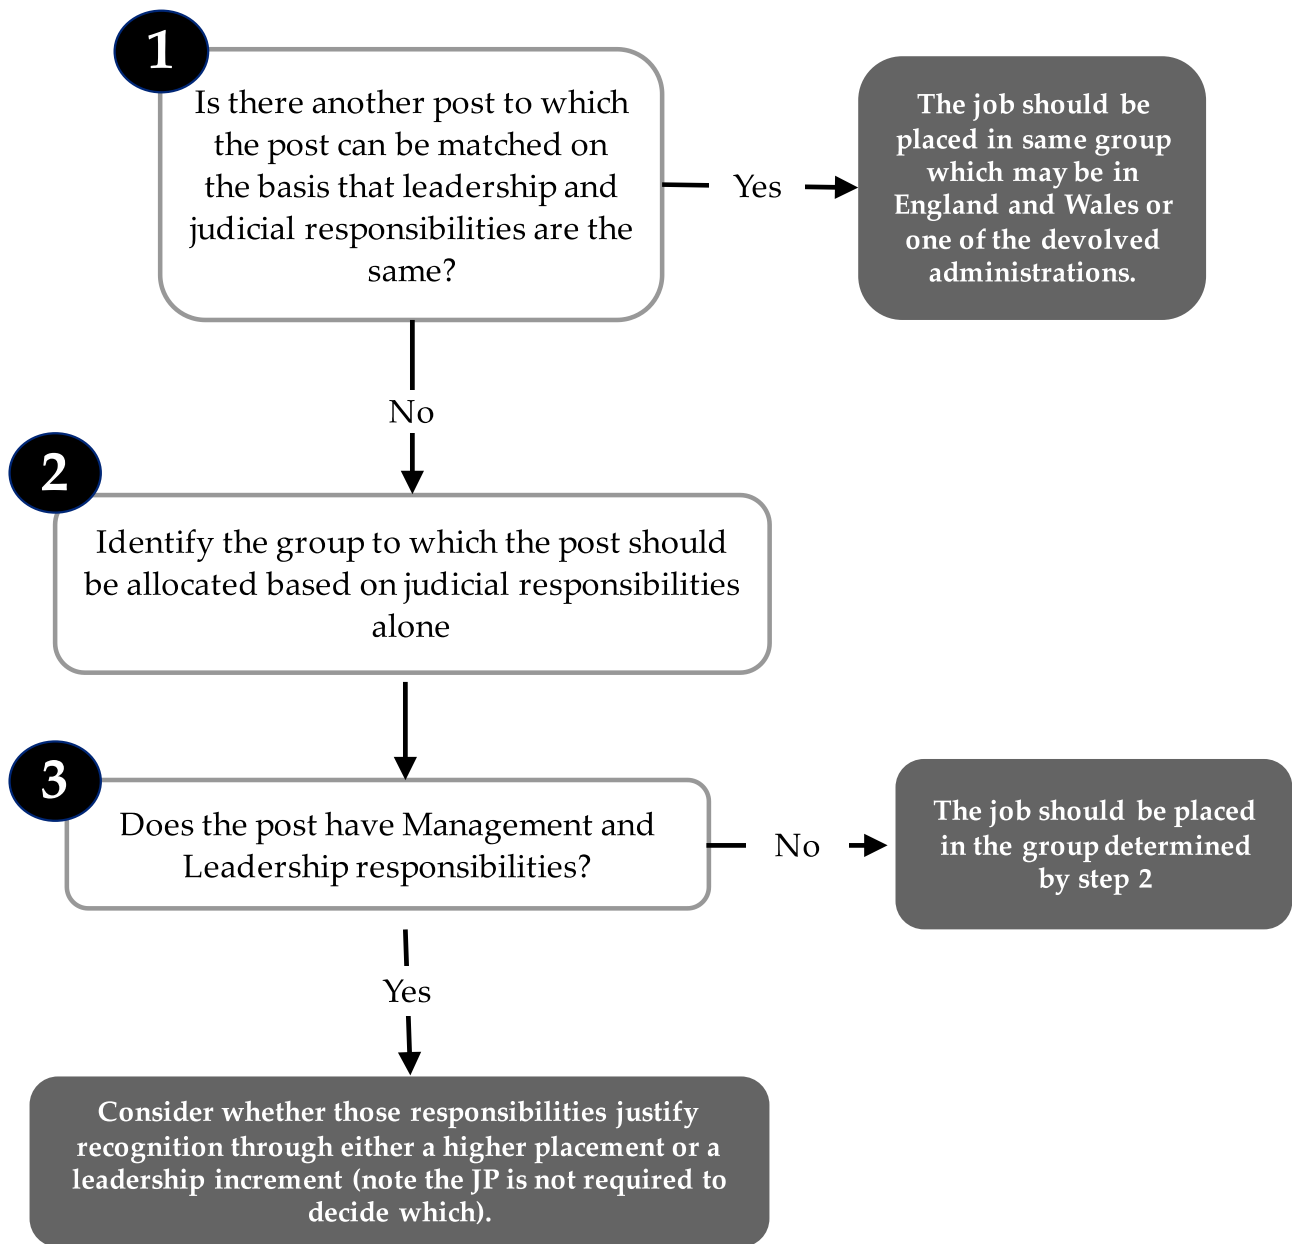 1
Is there another post to which
the post can be matched on
the basis that leadership and
judicial responsibilities are the
same?
Yes
The job should be
placed in same group
which may be in
England and Wales or
one of the devolved
administrations.
No
2
Identify the group to which the post should
be allocated based on judicial responsibilities
alone
3
Does the post have Management and
Leadership responsibilities?
No
The job should be placed
in the group determined
by step 2
Yes
Consider whether those responsibilities justify
recognition through either a higher placement or a
leadership increment (note the JP is not required to
decide which).